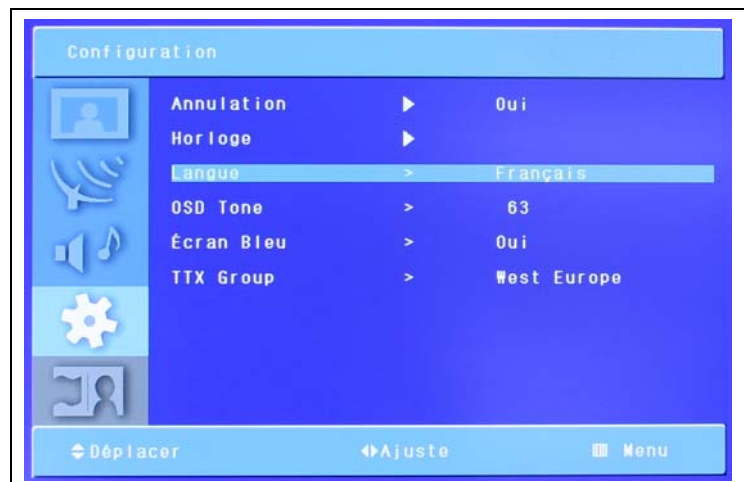 Configuration
Annulation ▶ Oui
Horloge ▶
Langue > Français
OSD Tone > 63
Écran Bleu > Oui
TTX Group > West Europe
Déplacer Ajuste Menu